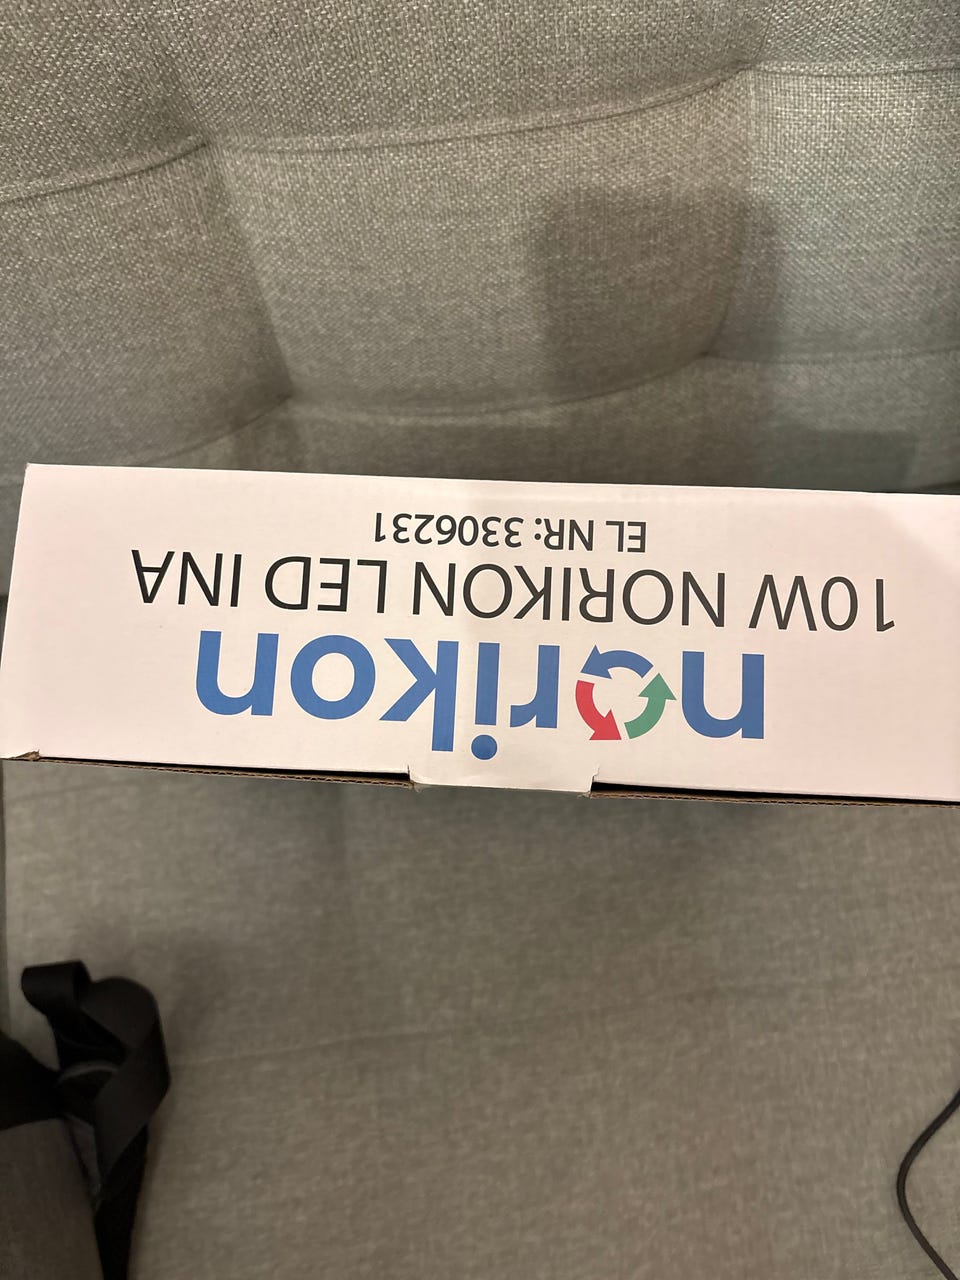 norikon
10W NORIKON LED INA
EL NR: 3306231